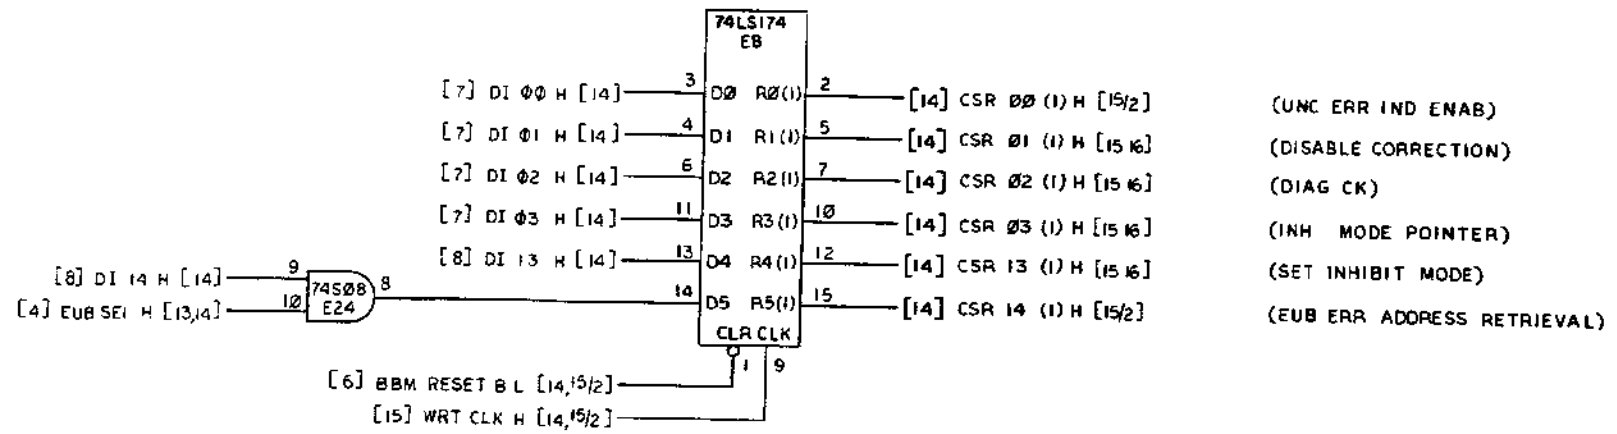 74LS174
E8
[7] DI ØØ H [14] 3 DØ RØ(1) 2 [14] CSR ØØ (1) H [15/2] (UNC ERR IND ENAB)
[7] DI Ø1 H [14] 4 D1 R1(1) 5 [14] CSR Ø1 (1) H [15 16] (DISABLE CORRECTION)
[7] DI Ø2 H [14] 6 D2 R2(1) 7 [14] CSR Ø2 (1) H [15 16] (DIAG CK)
[7] DI Ø3 H [14] 11 D3 R3(1) 1Ø [14] CSR Ø3 (1) H [15 16] (INH MODE POINTER)
[8] DI 13 H [14] 13 D4 R4(1) 12 [14] CSR 13 (1) H [15 16] (SET INHIBIT MODE)
[8] DI 14 H [14] 9 74SØ8 8 14 D5 R5(1) 15 [14] CSR 14 (1) H [15/2] (EUB ERR ADDRESS RETRIEVAL)
[4] EUB SEL H [13,14] 1Ø E24
CLR CLK
[6] BBM RESET B L [14,15/2] 1 9
[15] WRT CLK H [14,15/2]